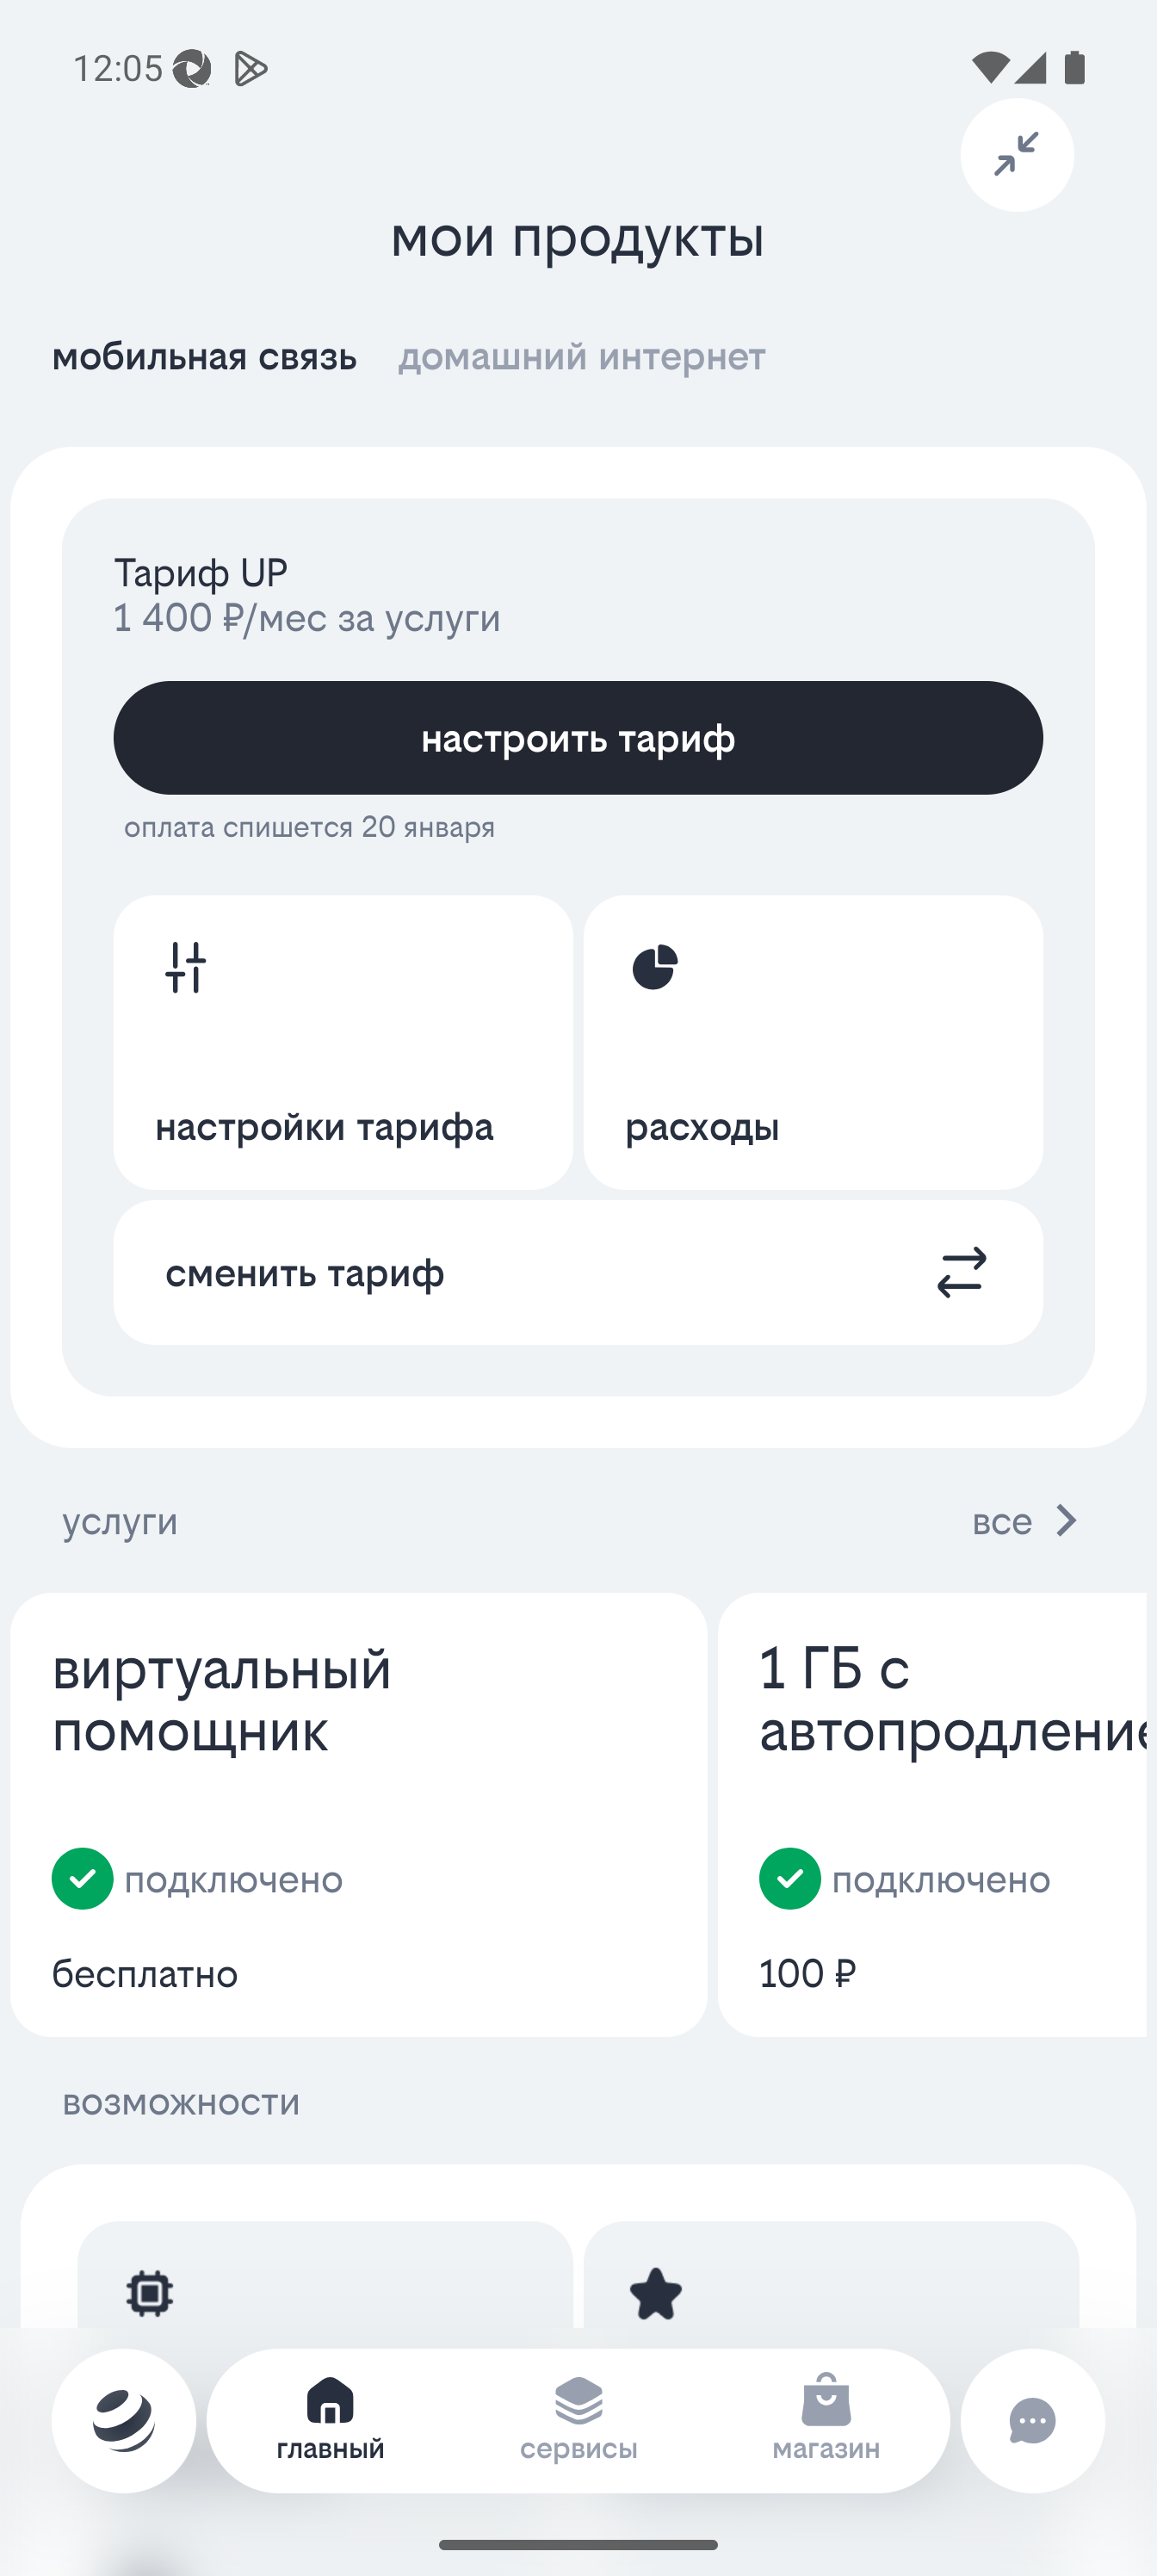 12:05
мои продукты
мобильная связь домашний интернет
Тариф UP
1 400 ₽/мес за услуги
настроить тариф
оплата спишется 20 января
настройки тарифа расходы
сменить тариф
услуги все
виртуальный
помощник
подключено
бесплатно
1 ГБ с
автопродление
подключено
100 ₽
возможности
главный сервисы магазин